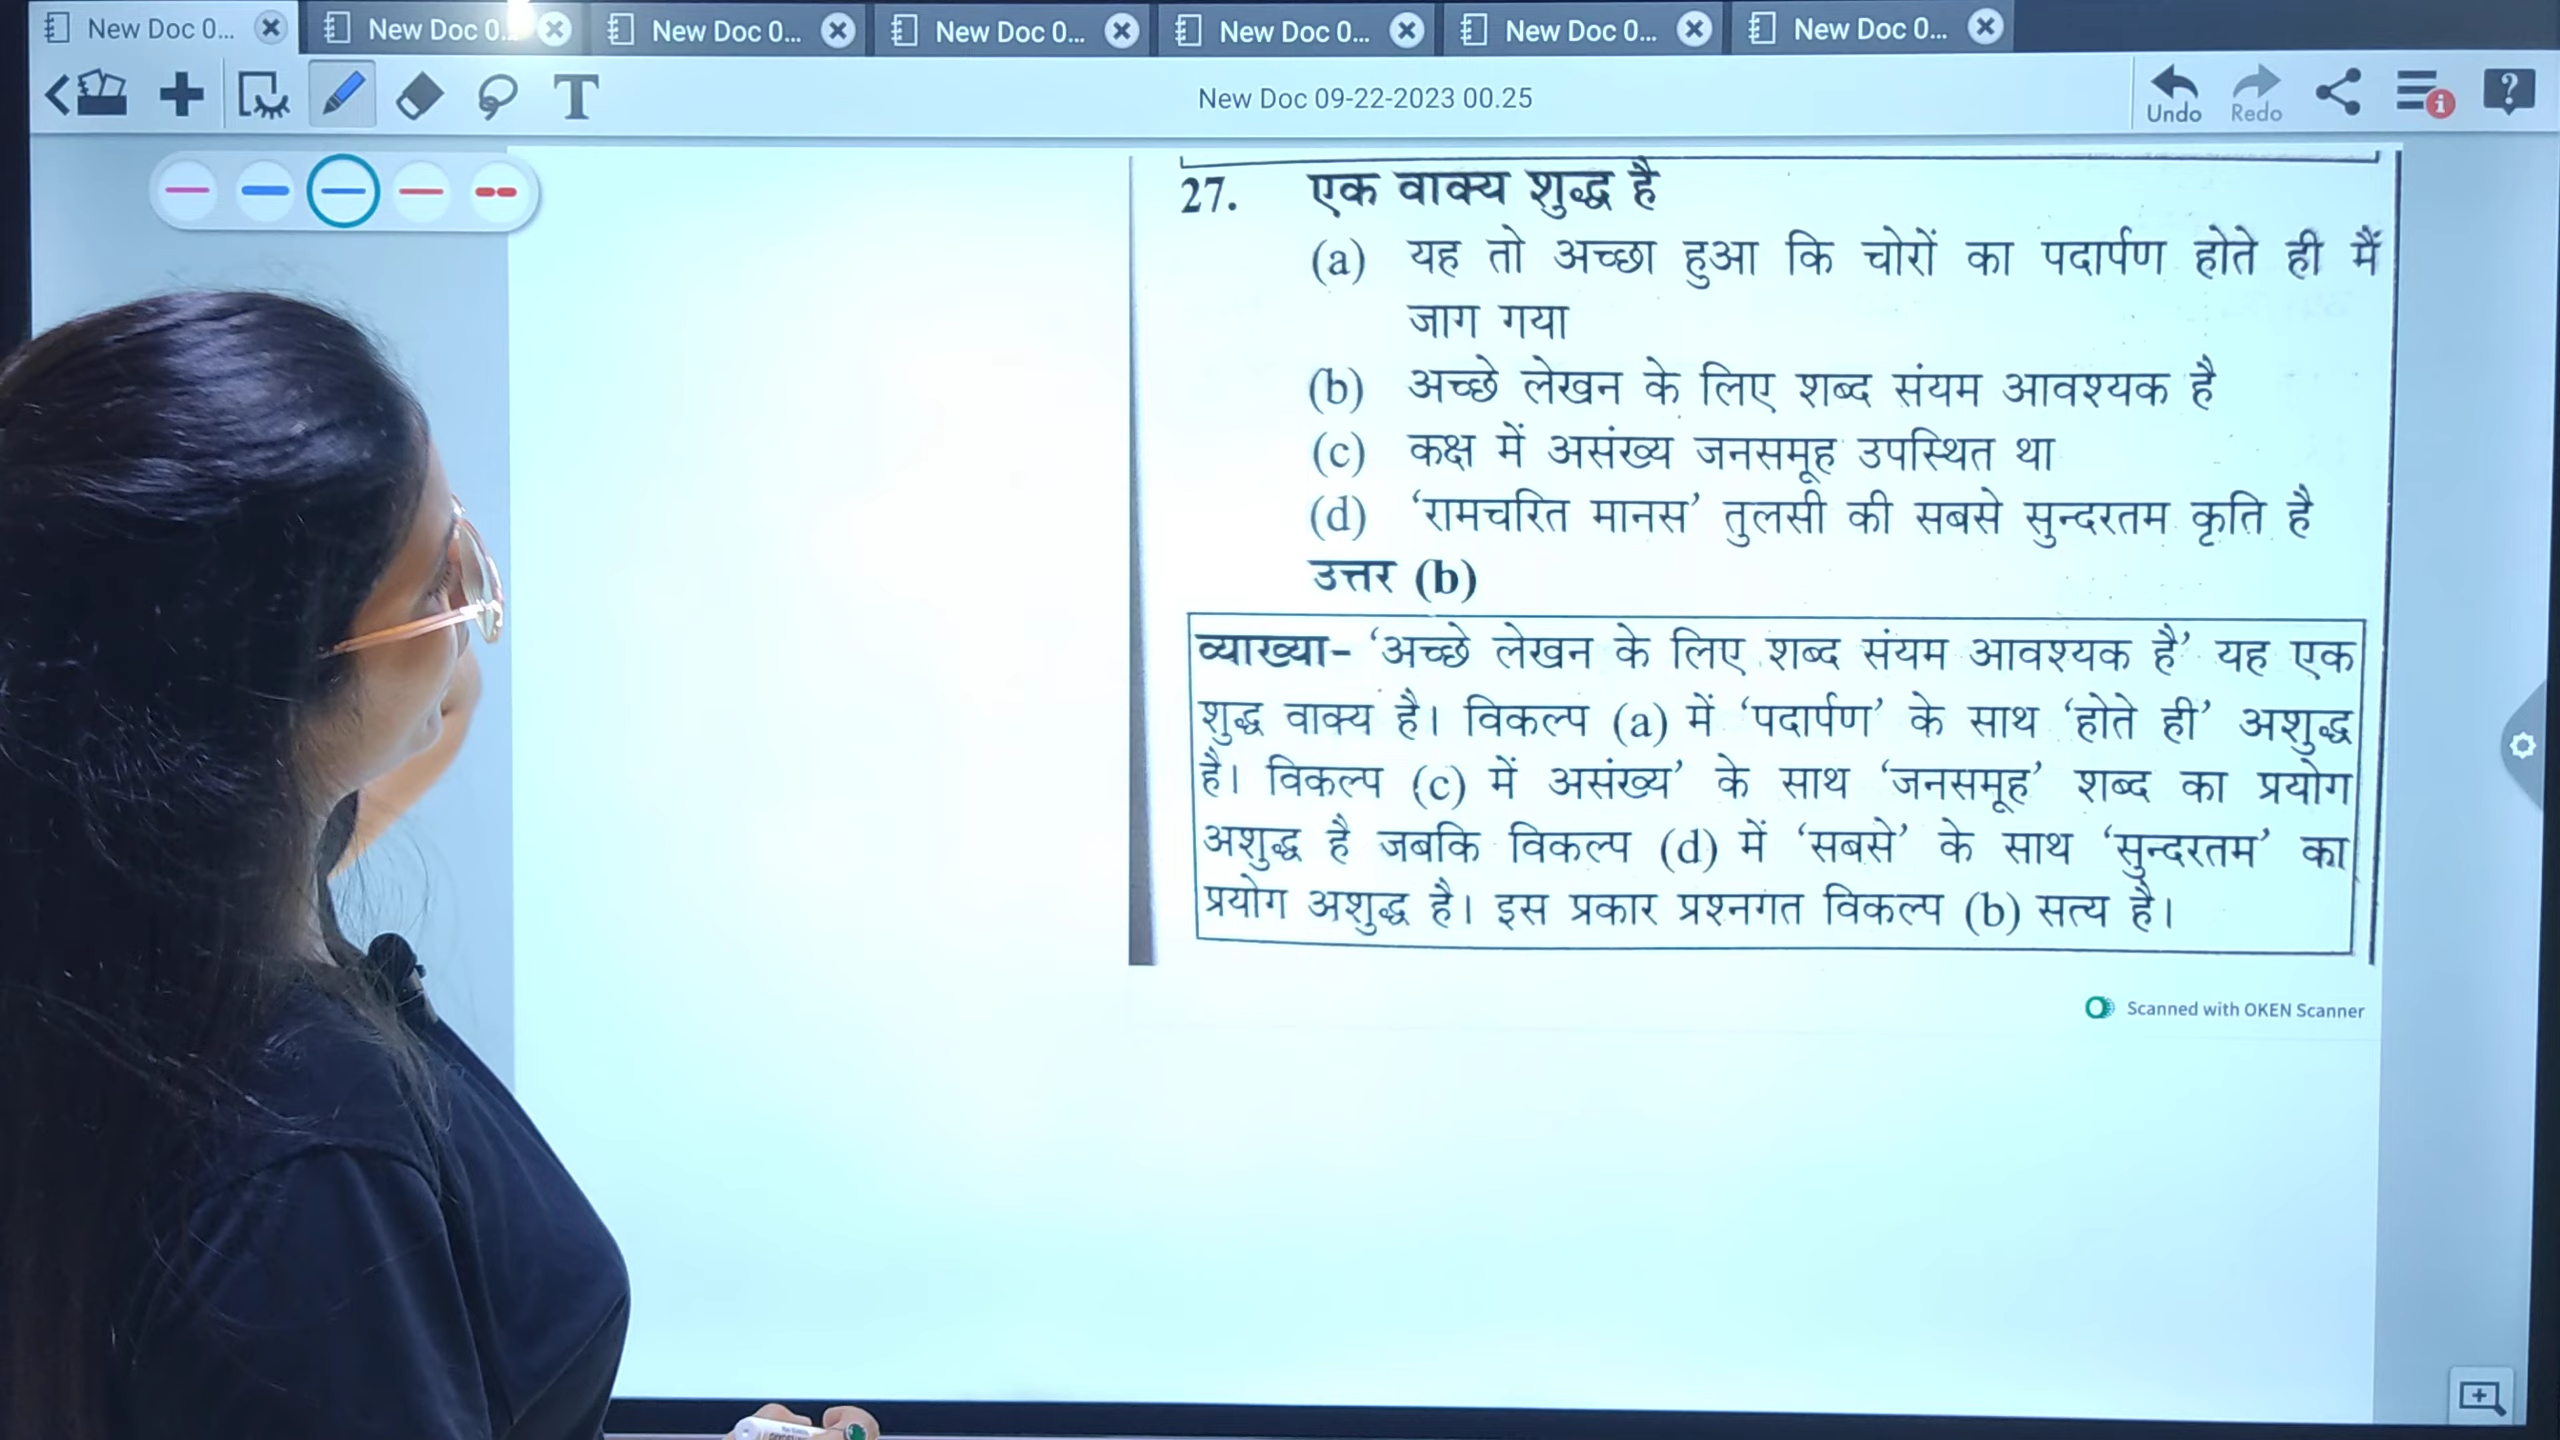 New Doc 0... New Doc 0... New Doc 0... New Doc 0... New Doc 0... New Doc 0... New Doc 0...
T
New Doc 09-22-2023 00.25
Undo Redo
27. एक वाक्य शुद्ध है
(a) यह तो अच्छा हुआ कि चोरों का पदार्पण होते ही मैं
जाग गया
(b) अच्छे लेखन के लिए शब्द संयम आवश्यक है
(c) कक्ष में असंख्य जनसमूह उपस्थित था
(d) ‘रामचरित मानस’ तुलसी की सबसे सुन्दरतम कृति है
उत्तर (b)
व्याख्या- ‘अच्छे लेखन के लिए शब्द संयम आवश्यक है’ यह एक
शुद्ध वाक्य है। विकल्प (a) में ‘पदार्पण’ के साथ ‘होते ही’ अशुद्ध
है। विकल्प (c) में असंख्य’ के साथ ‘जनसमूह’ शब्द का प्रयोग
अशुद्ध है जबकि विकल्प (d) में ‘सबसे’ के साथ ‘सुन्दरतम’ का
प्रयोग अशुद्ध है। इस प्रकार प्रश्नगत विकल्प (b) सत्य है।
Scanned with OKEN Scanner